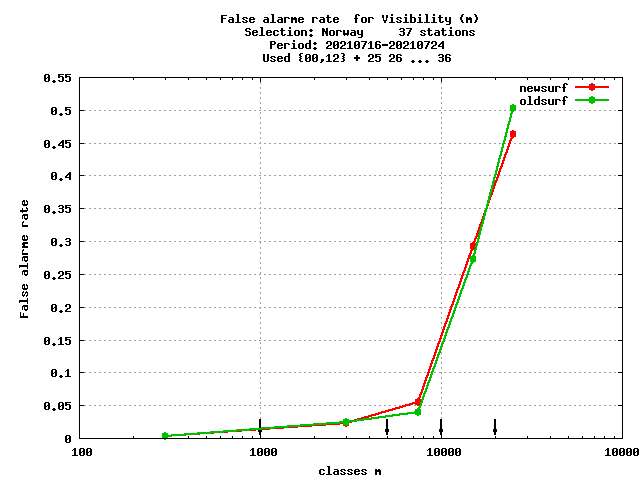 False alarme rate  for Visibility (m)
Selection: Norway     37 stations
Period: 20210716-20210724
Used {00,12} + 25 26 ... 36
newsurf
oldsurf
0.55
0.5
0.45
0.4
0.35
0.3
0.25
0.2
0.15
0.1
0.05
0
False alarme rate
100
1000
10000
10000
classes m